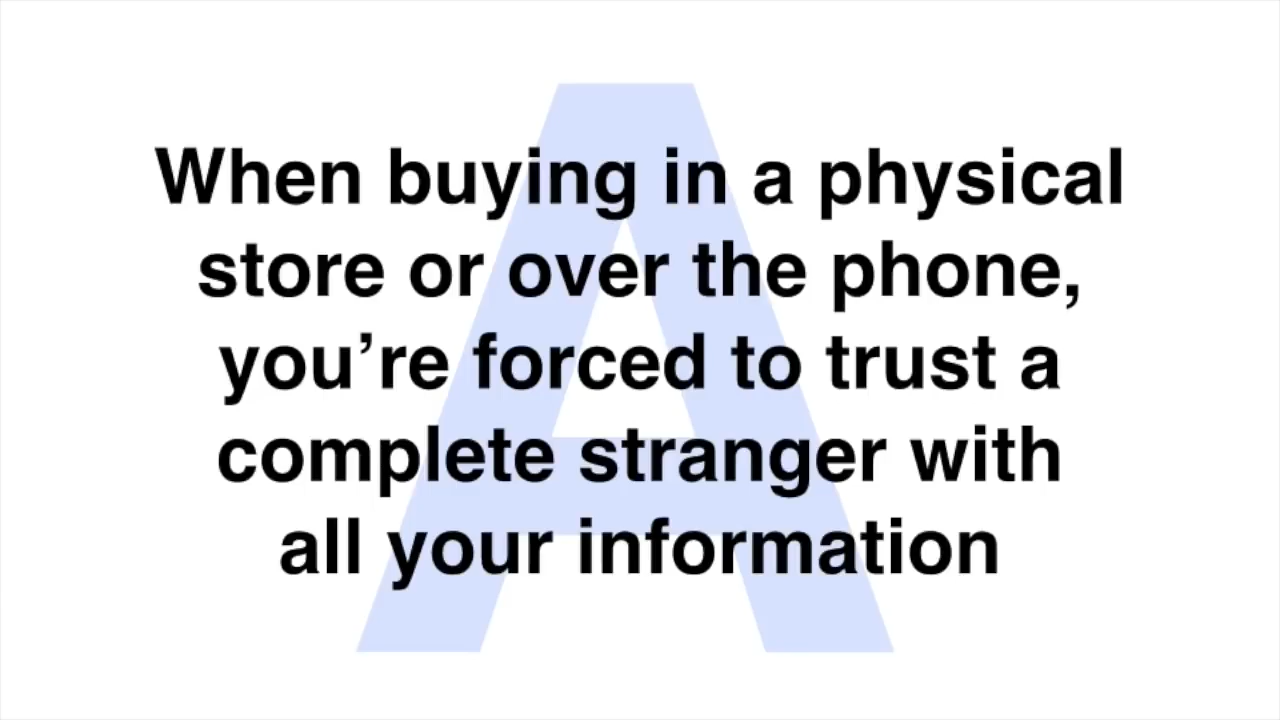 When buying in a physical
store or over the phone,
you’re forced to trust a
complete stranger with
all your information
A